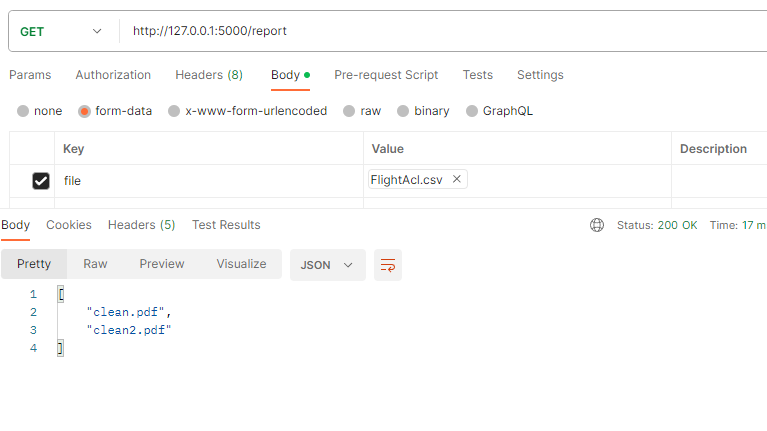 GET http://127.0.0.1:5000/report
Params Authorization Headers (8) Body Pre-request Script Tests Settings
none form-data x-www-form-urlencoded raw binary GraphQL
Key Value Description
file FlightAcl.csv
Body Cookies Headers (5) Test Results Status: 200 OK Time: 17 m
Pretty Raw Preview Visualize JSON
1 [
2 "clean.pdf",
3 "clean2.pdf"
4 ]